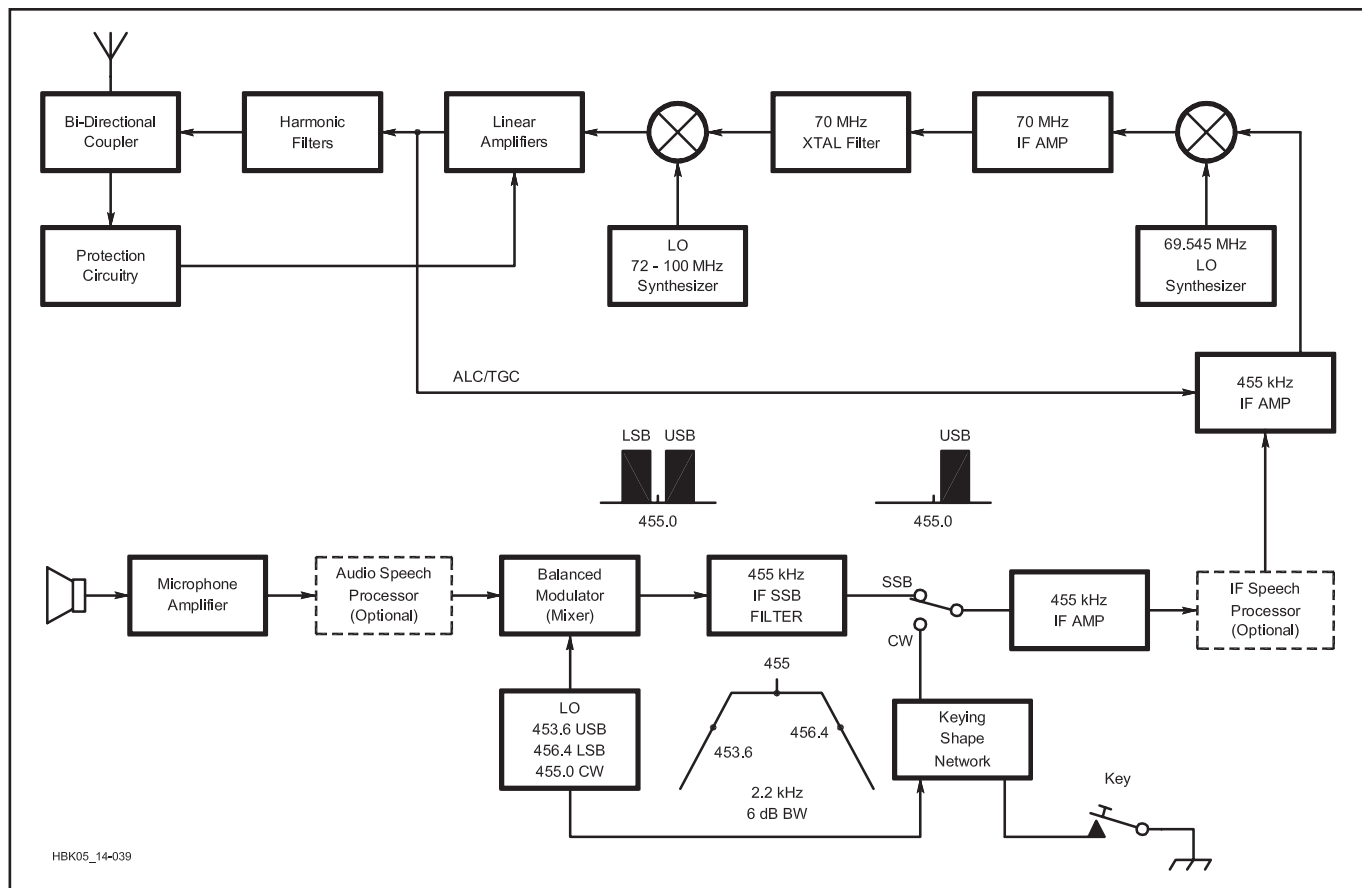 Bi-Directional
Coupler
Harmonic
Filters
Linear
Amplifiers
70 MHz
XTAL Filter
70 MHz
IF AMP
Protection
Circuitry
LO
72 - 100 MHz
Synthesizer
69.545 MHz
LO
Synthesizer
ALC/TGC
455 kHz
IF AMP
LSB USB
455.0
USB
455.0
Microphone
Amplifier
Audio Speech
Processor
(Optional)
Balanced
Modulator
(Mixer)
455 kHz
IF SSB
FILTER
SSB
CW
455 kHz
IF AMP
IF Speech
Processor
(Optional)
LO
453.6 USB
456.4 LSB
455.0 CW
455
453.6
456.4
2.2 kHz
6 dB BW
Keying
Shape
Network
Key
HBK05_14-039